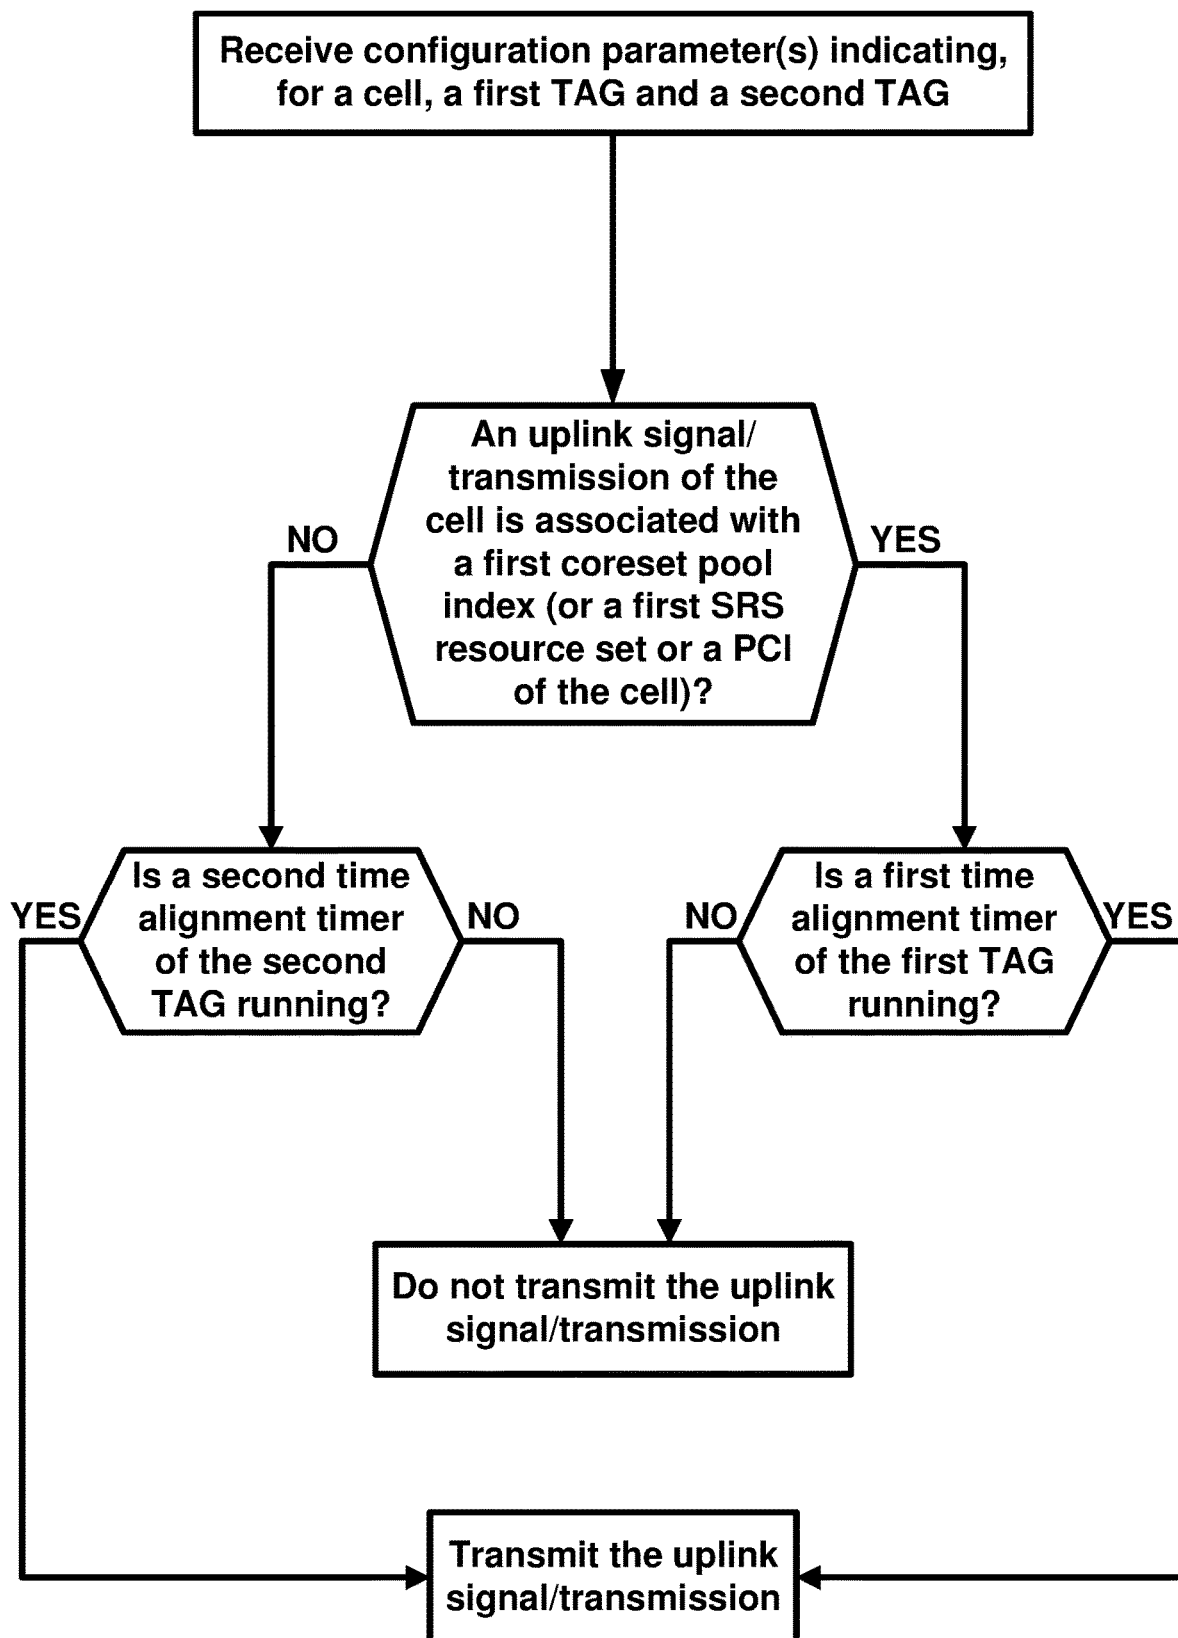 Receive configuration parameter(s) indicating,
for a cell, a first TAG and a second TAG
An uplink signal/
transmission of the
cell is associated with
a first coreset pool
index (or a first SRS
resource set or a PCI
of the cell)?
NO
YES
Is a second time
alignment timer
of the second
TAG running?
YES
NO
Is a first time
alignment timer
of the first TAG
running?
NO
YES
Do not transmit the uplink
signal/transmission
Transmit the uplink
signal/transmission